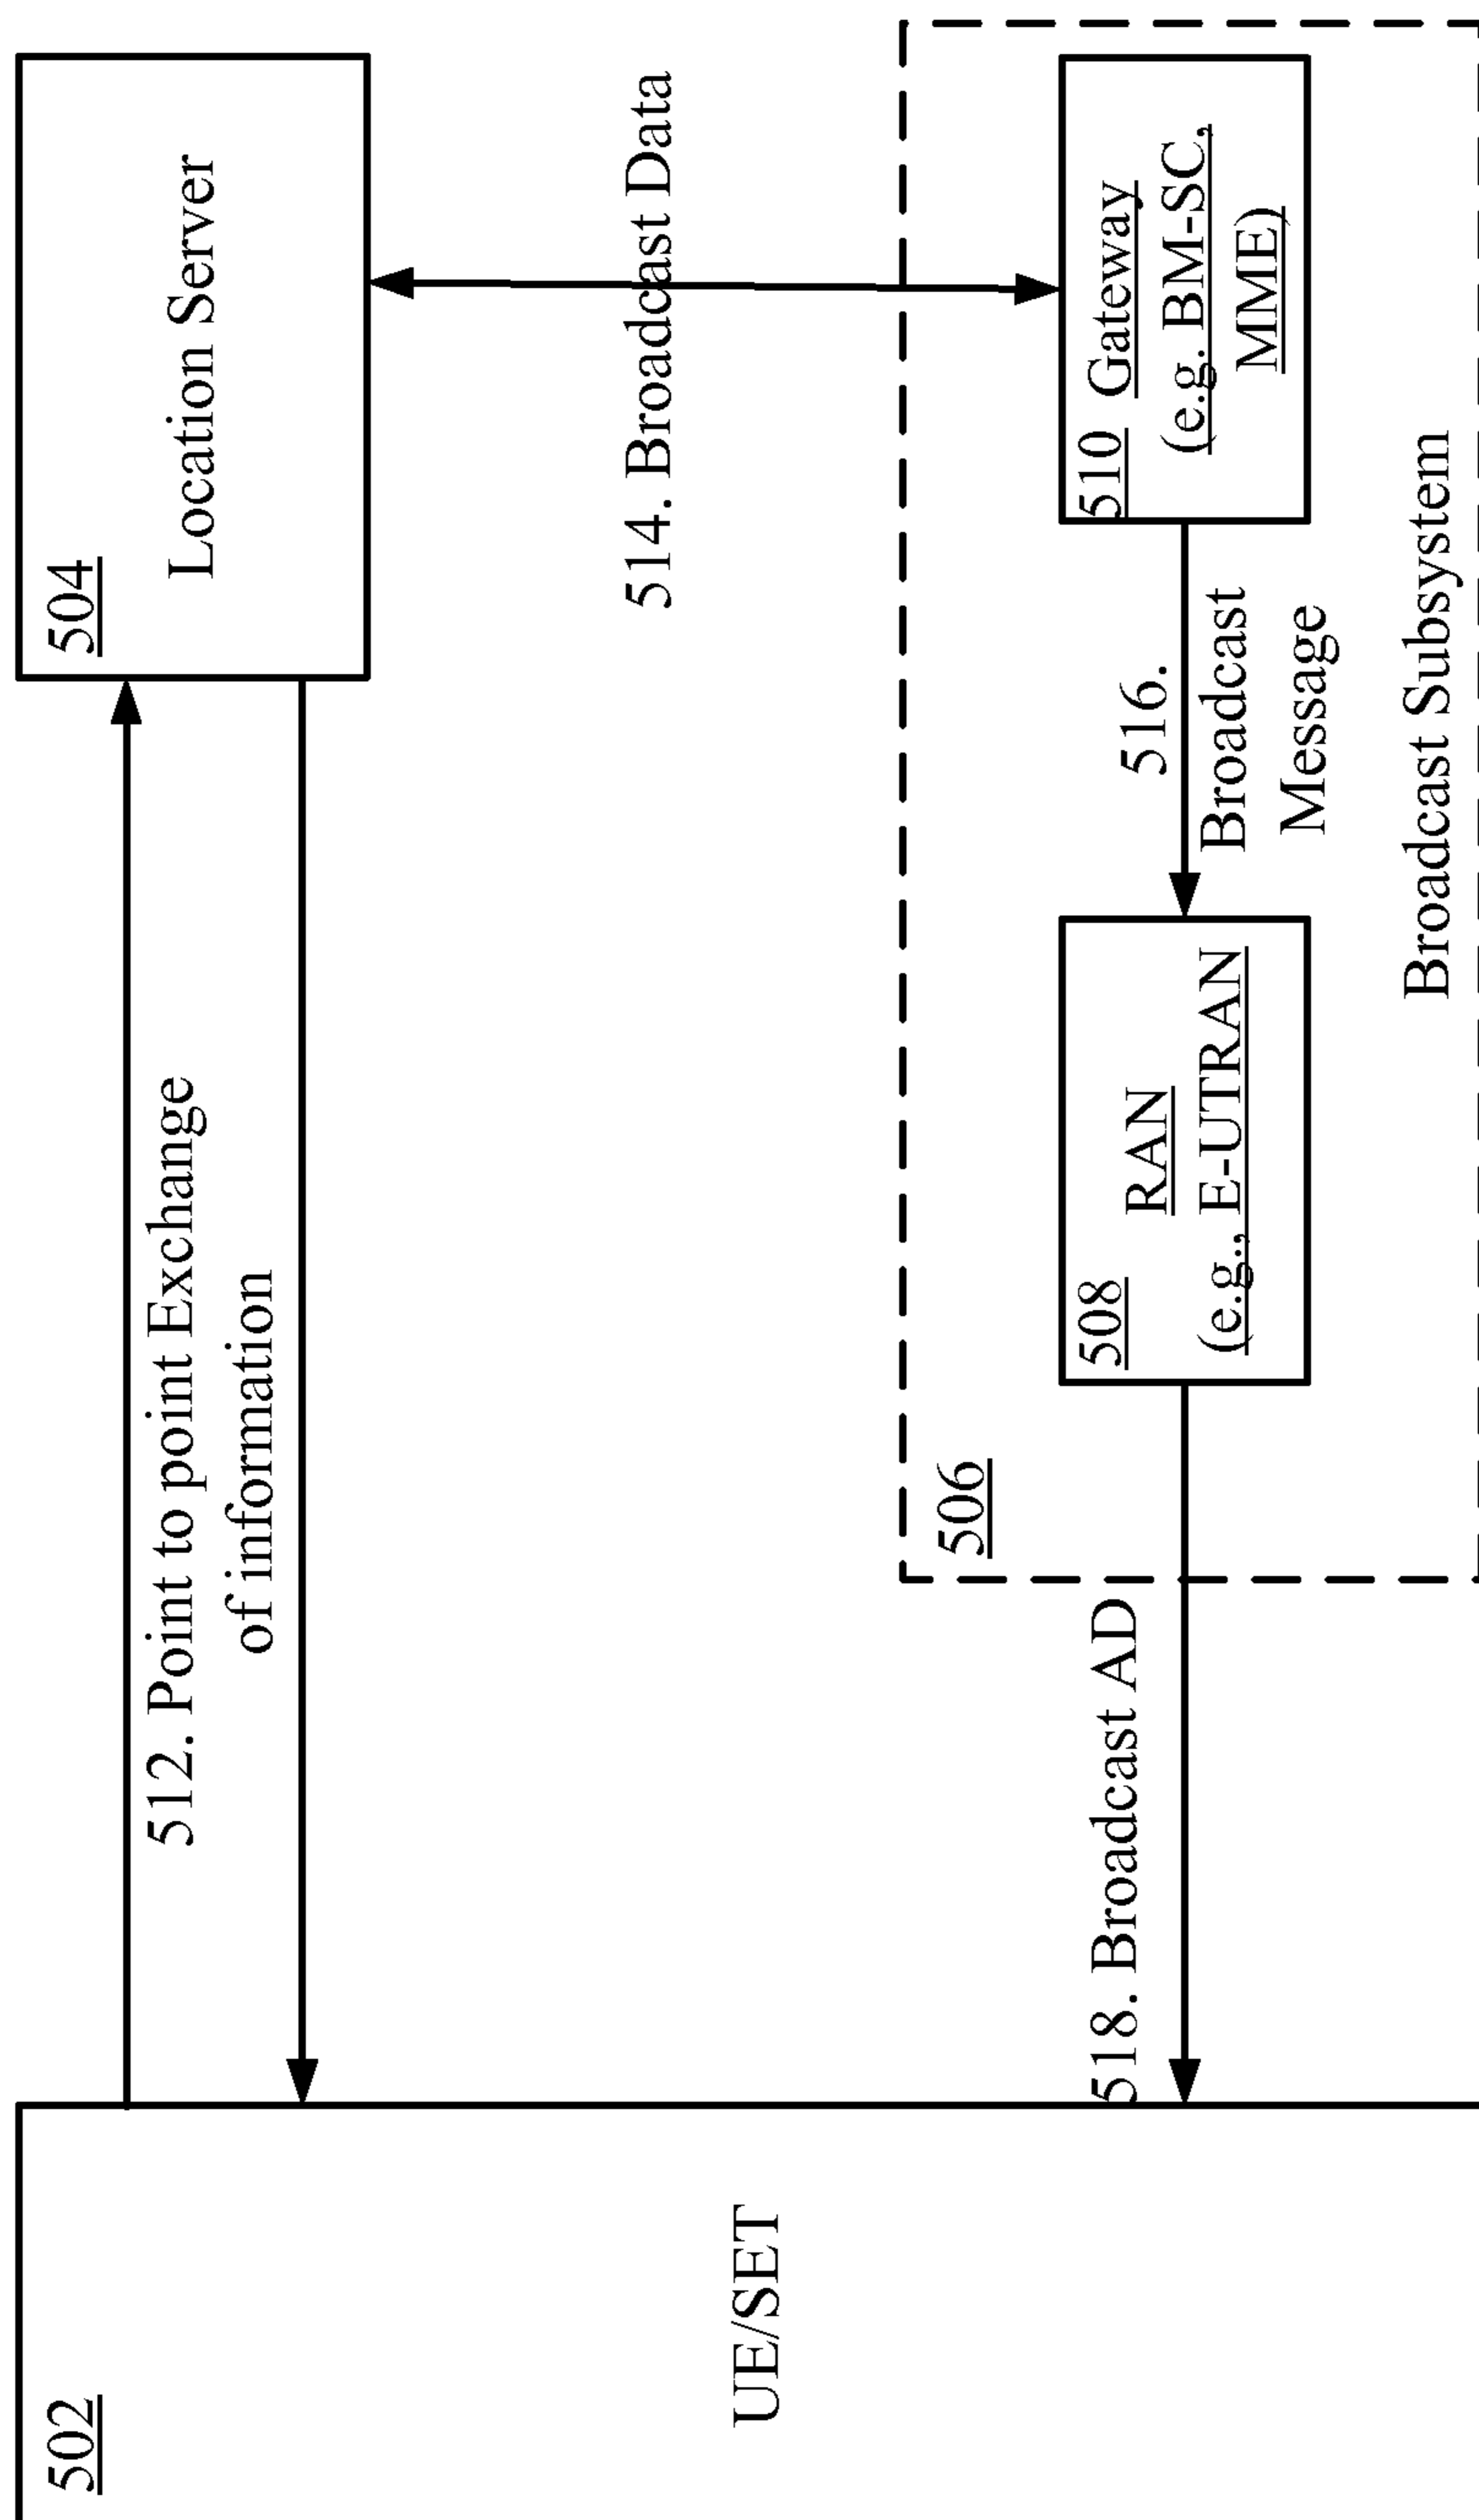 502
UE/SET
512. Point to point Exchange
of information
504
Location Server
514. Broadcast Data
506
518. Broadcast AD
508
RAN
(e.g., E-UTRAN
516.
Broadcast
Message
510 Gateway
(e.g. BM-SC,
MME)
Broadcast Subsystem